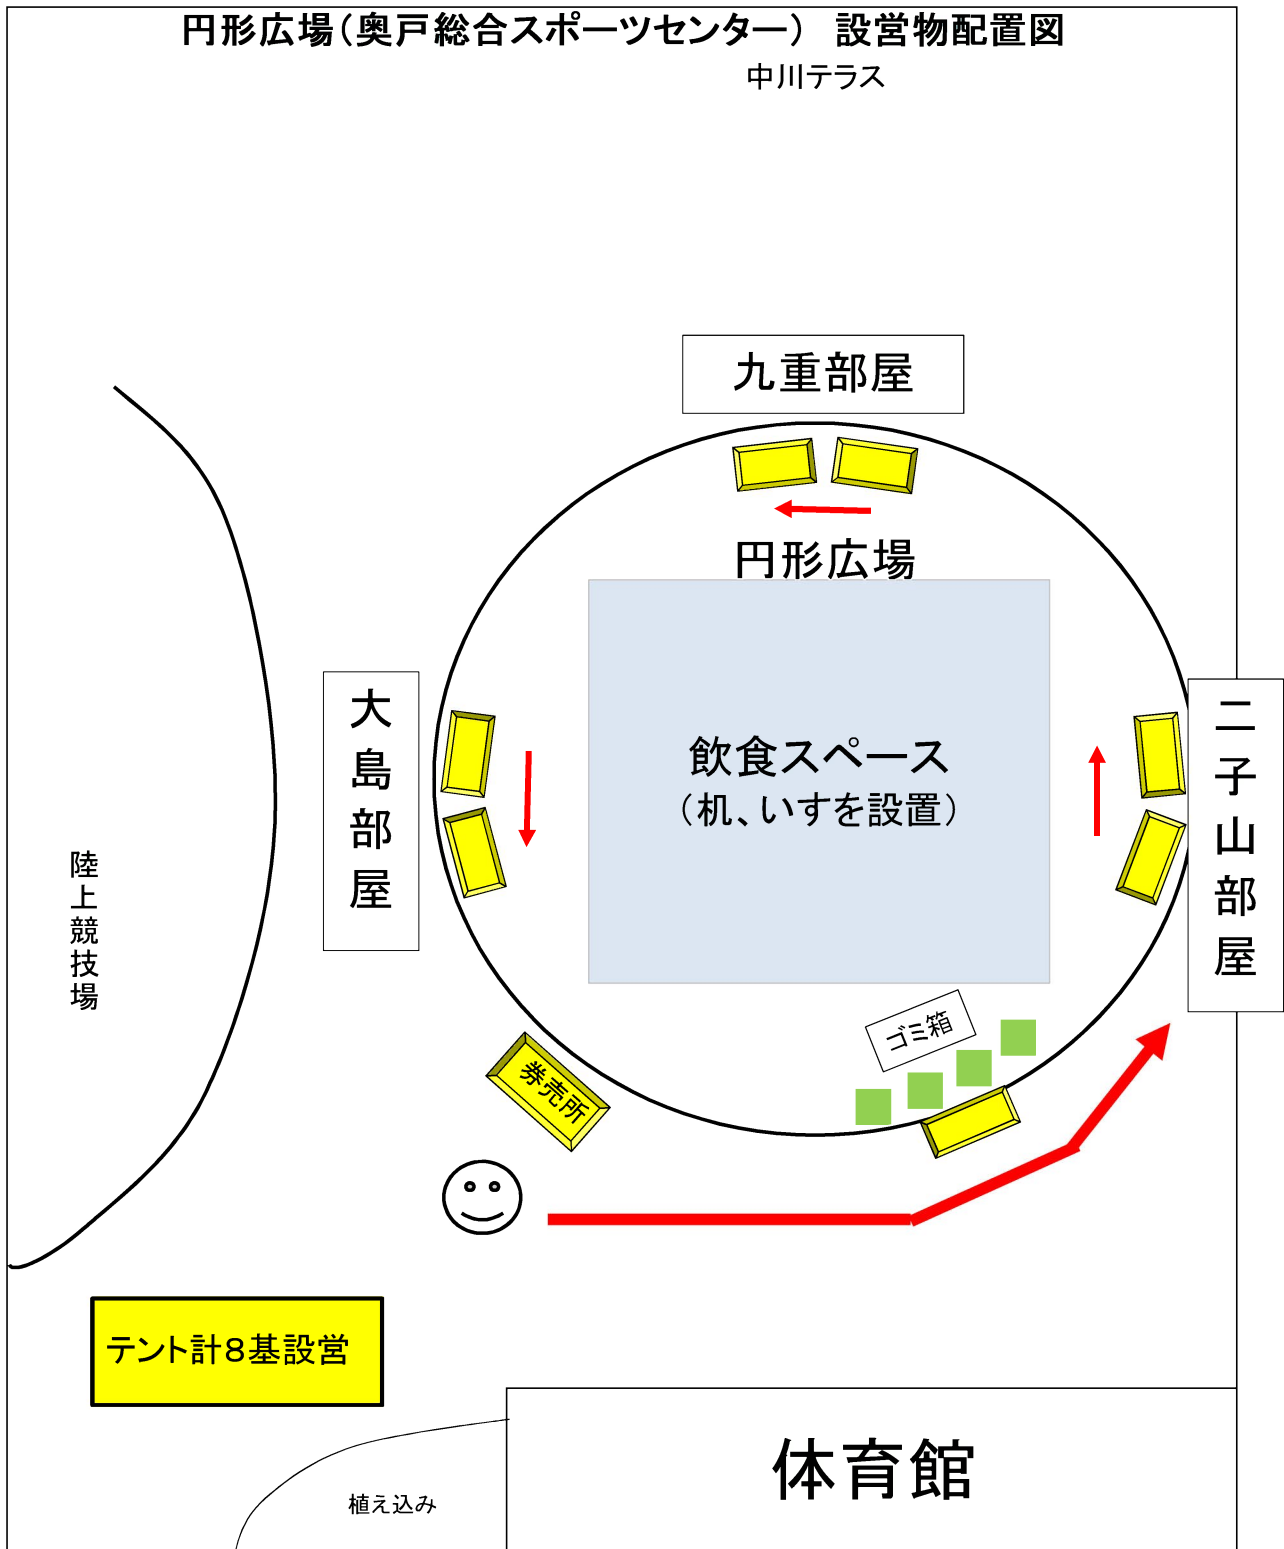 円形広場（奥戸総合スポーツセンター）　設営物配置図
中川テラス
九重部屋
円形広場
大島部屋
飲食スペース
（机、いすを設置）
二子山部屋
陸上競技場
ゴミ箱
券売所
テント計８基設営
体育館
植え込み